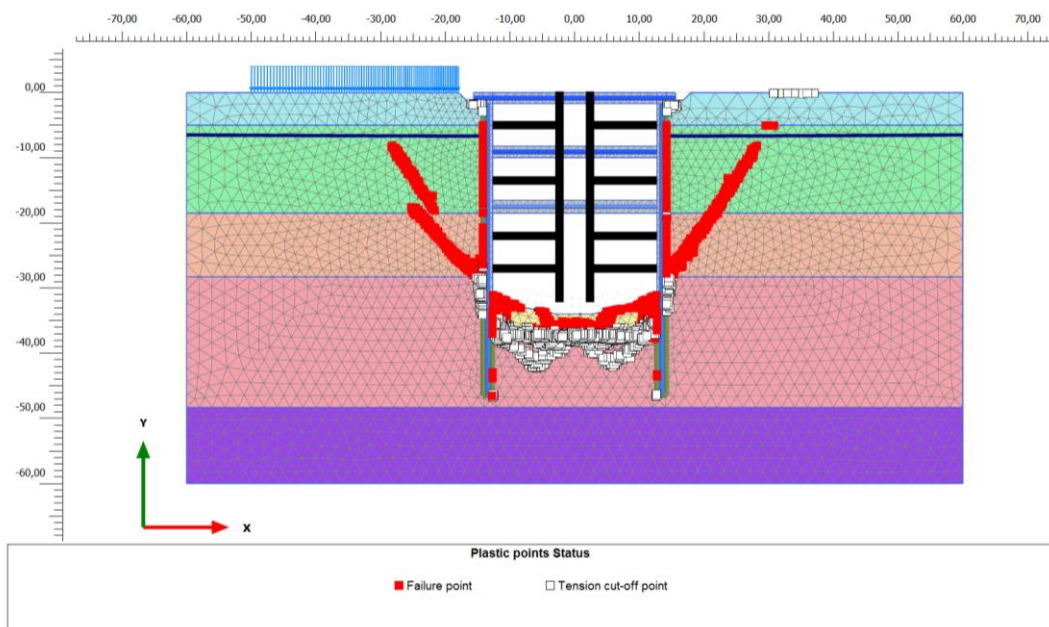 -70,00 -60,00 -50,00 -40,00 -30,00 -20,00 -10,00 0,00 10,00 20,00 30,00 40,00 50,00 60,00 70,00
0,00
-10,00
-20,00
-30,00
-40,00
-50,00
-60,00
Y
X
Plastic points Status
Failure point Tension cut-off point